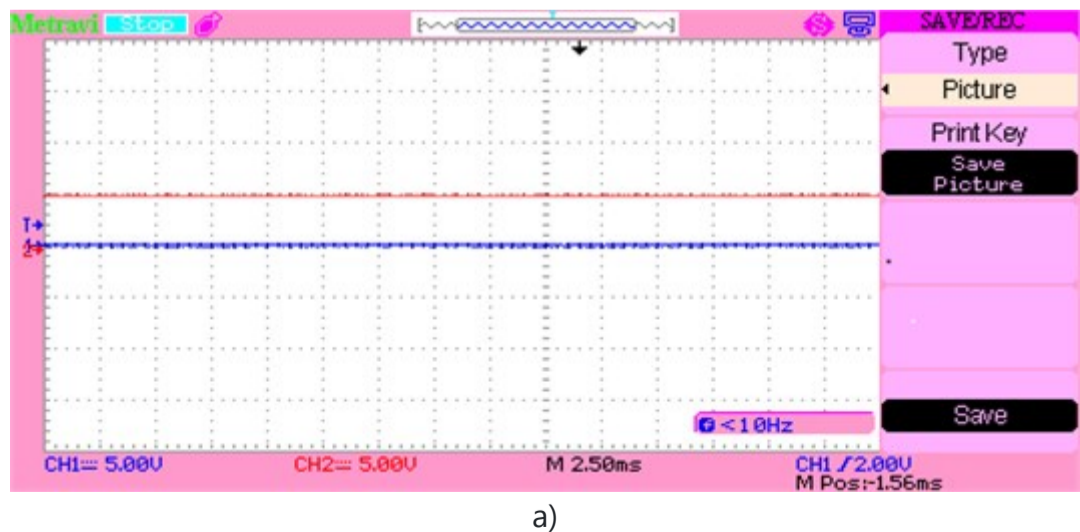 Metravi Stop SAVE/REC
Type
Picture
Print Key
Save
Picture
T
2
<10Hz
Save
CH1 5.00V CH2 5.00V M 2.50ms CH1 2.00V
M Pos:-1.56ms
a)